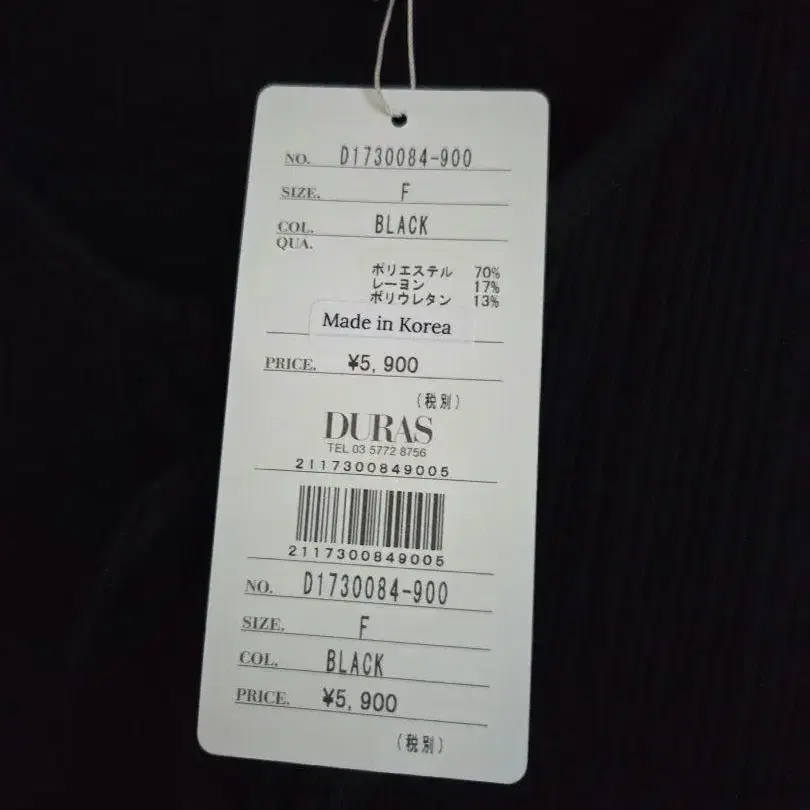 NO. D1730084-900
SIZE. F
COL. BLACK
QUA.
ポリエステル 70%
レーヨン 17%
ポリウレタン 13%
Made in Korea
PRICE. ¥5,900
(税別)
DURAS
TEL 03 5772 8756
2117300849005
2117300849005
NO. D1730084-900
SIZE. F
COL. BLACK
PRICE. ¥5,900
(税別)